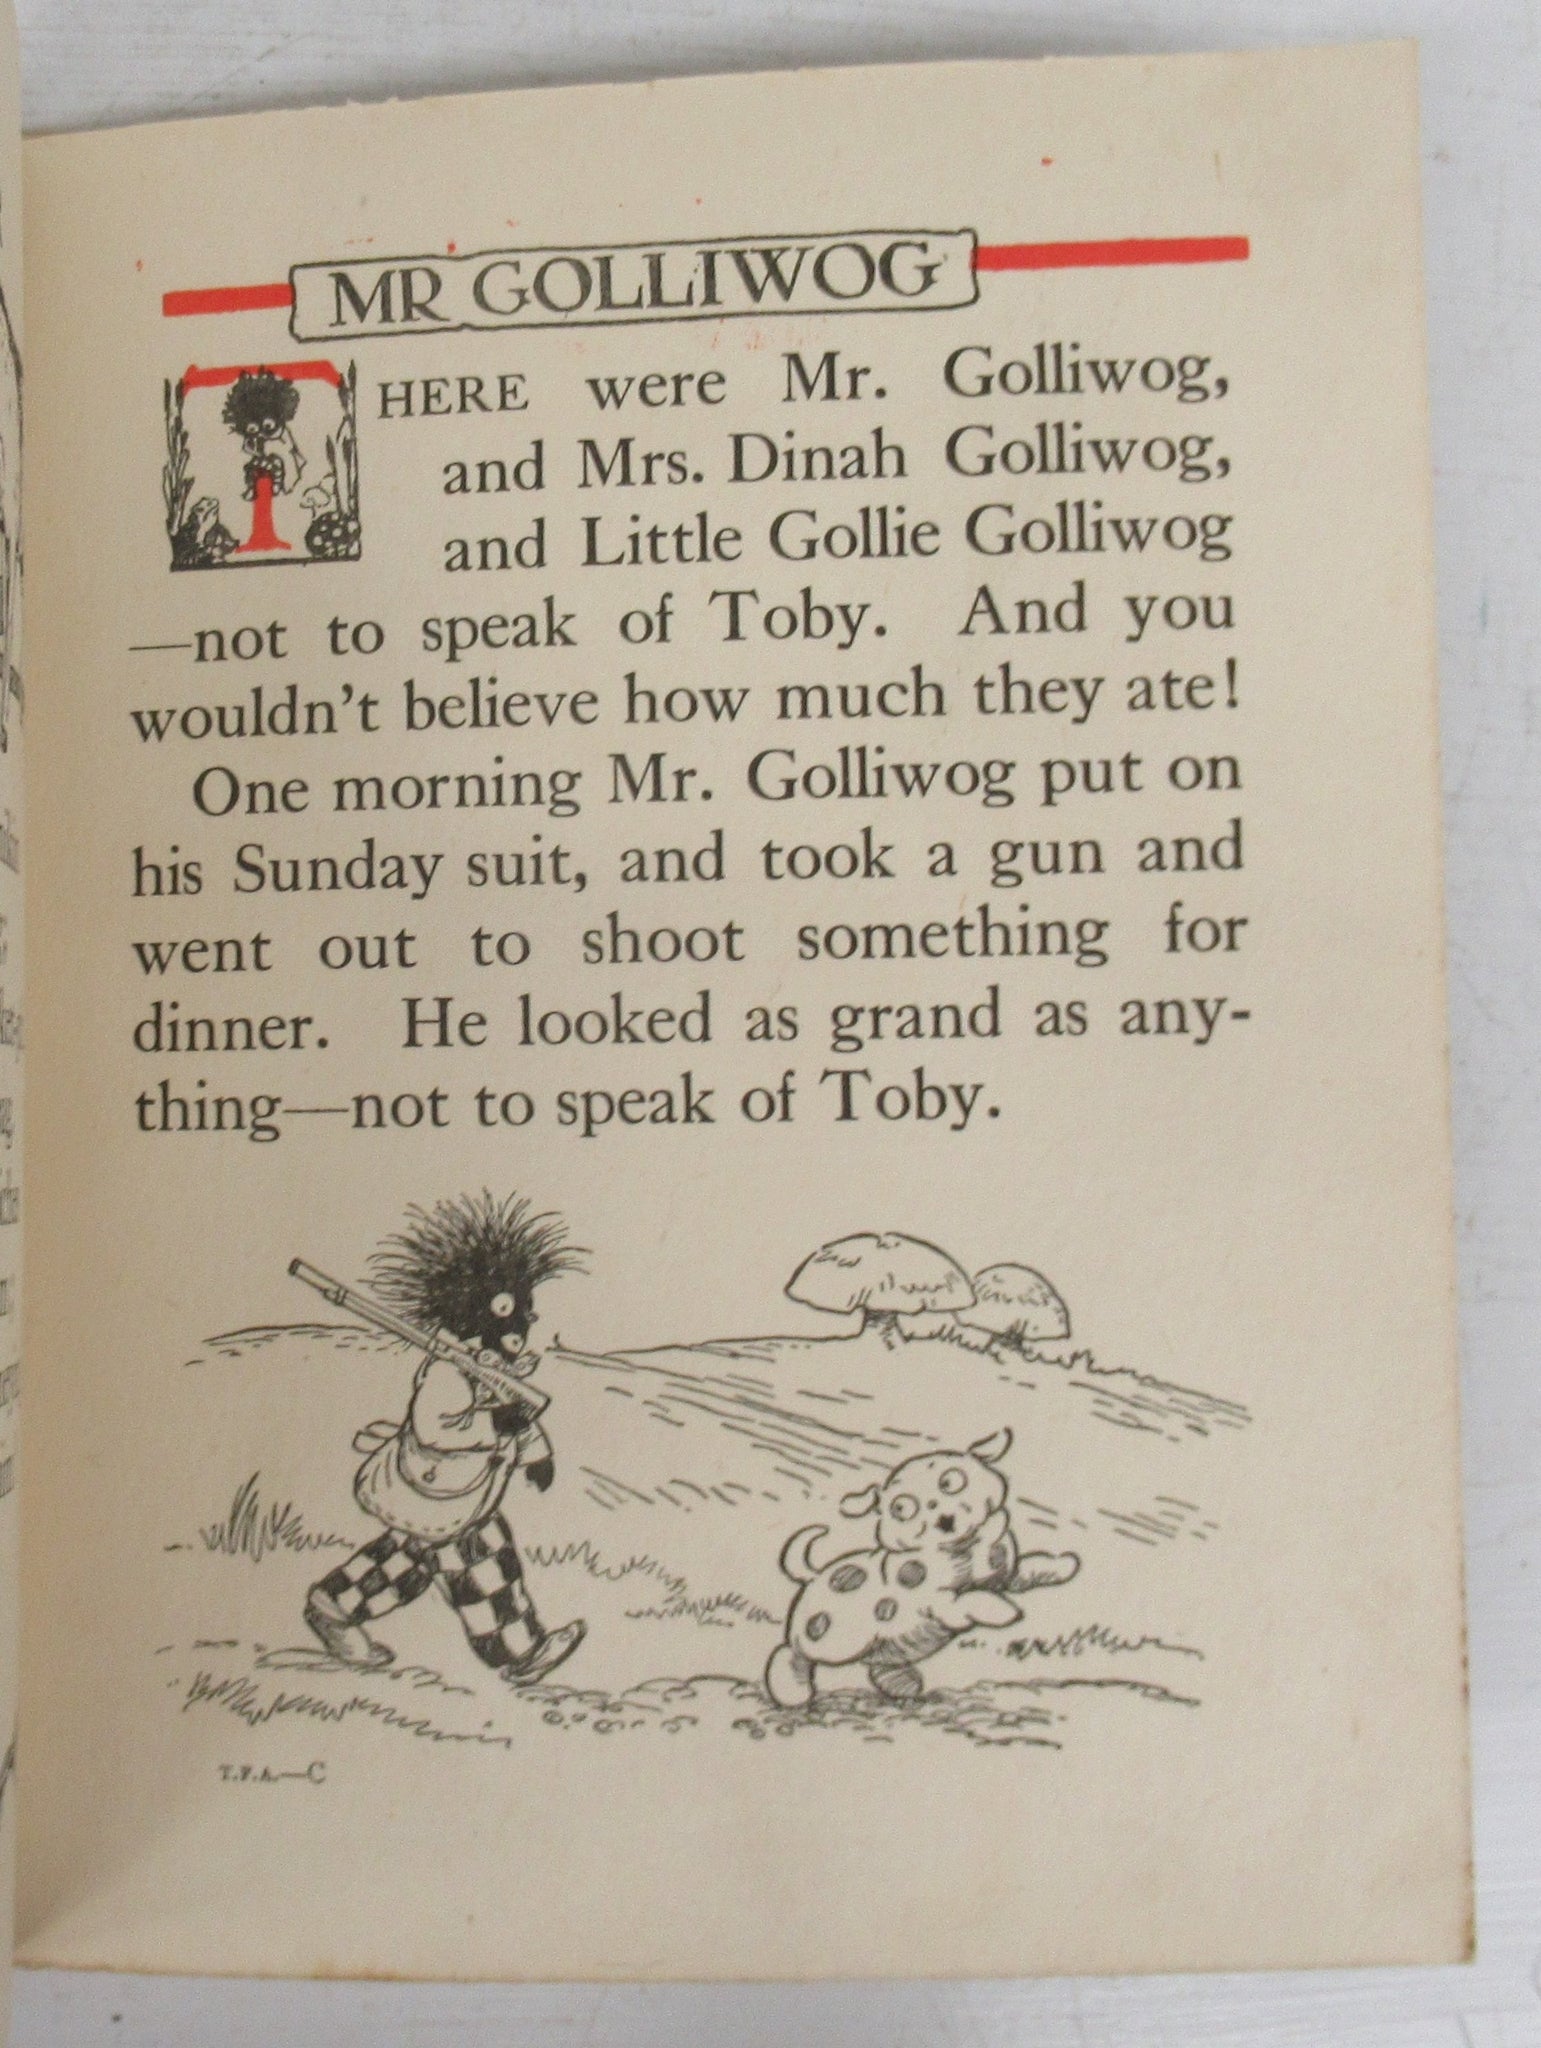 MR GOLLIWOG
THERE were Mr. Golliwog,
and Mrs. Dinah Golliwog,
and Little Gollie Golliwog
—not to speak of Toby. And you
wouldn't believe how much they ate!
One morning Mr. Golliwog put on
his Sunday suit, and took a gun and
went out to shoot something for
dinner. He looked as grand as any-
thing—not to speak of Toby.
T.F.A.—C